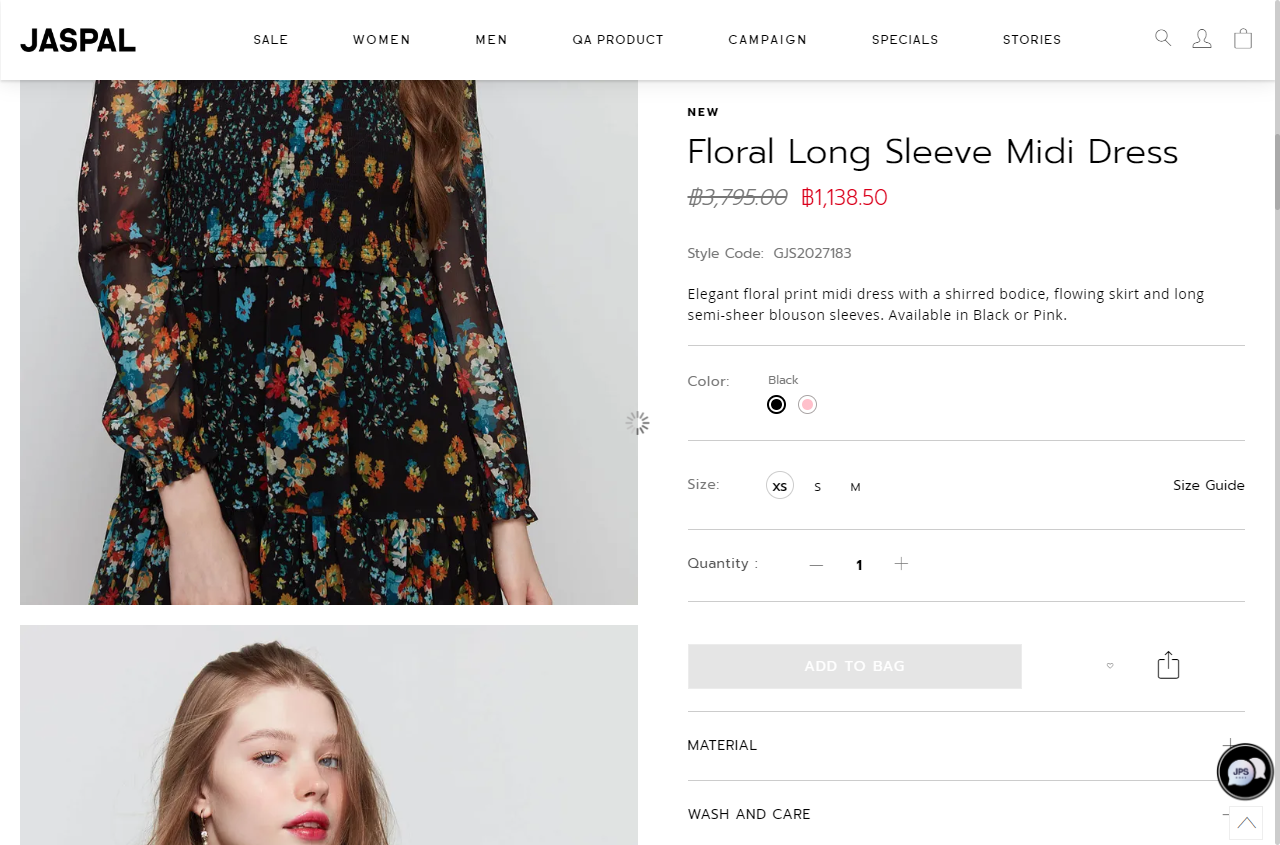 JASPAL
SALE
WOMEN
MEN
QA PRODUCT
CAMPAIGN
SPECIALS
STORIES
NEW
Floral Long Sleeve Midi Dress
฿3,795.00 ฿1,138.50
Style Code: GJS2027183
Elegant floral print midi dress with a shirred bodice, flowing skirt and long
semi-sheer blouson sleeves. Available in Black or Pink.
Color: Black
Size: XS S M Size Guide
Quantity : 1
ADD TO BAG
MATERIAL
JPS
WASH AND CARE